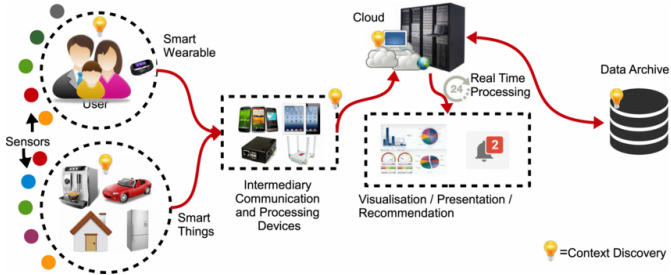 Smart
Wearable
User
Sensors
Smart
Things
Intermediary
Communication
and Processing
Devices
Cloud
24
Real Time
Processing
2
Visualisation / Presentation /
Recommendation
Data Archive
=Context Discovery